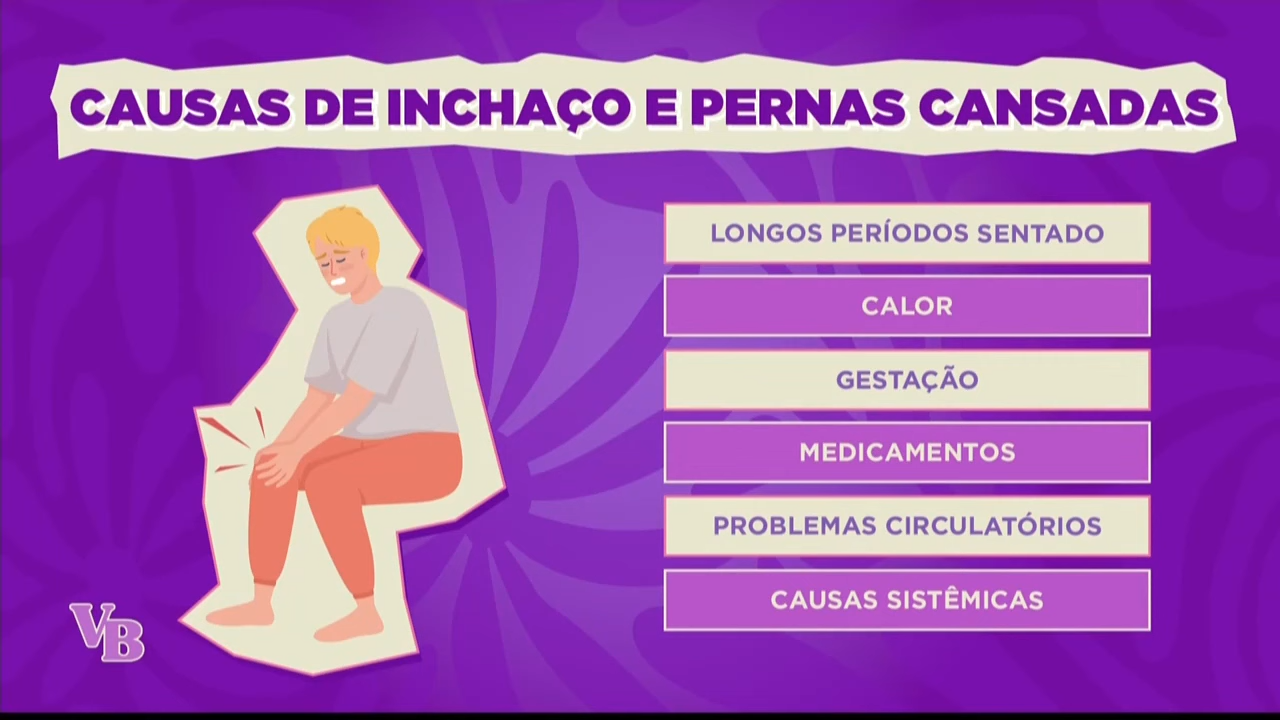 CAUSAS DE INCHAÇO E PERNAS CANSADAS
LONGOS PERÍODOS SENTADO
CALOR
GESTAÇÃO
MEDICAMENTOS
PROBLEMAS CIRCULATÓRIOS
CAUSAS SISTÊMICAS
VB